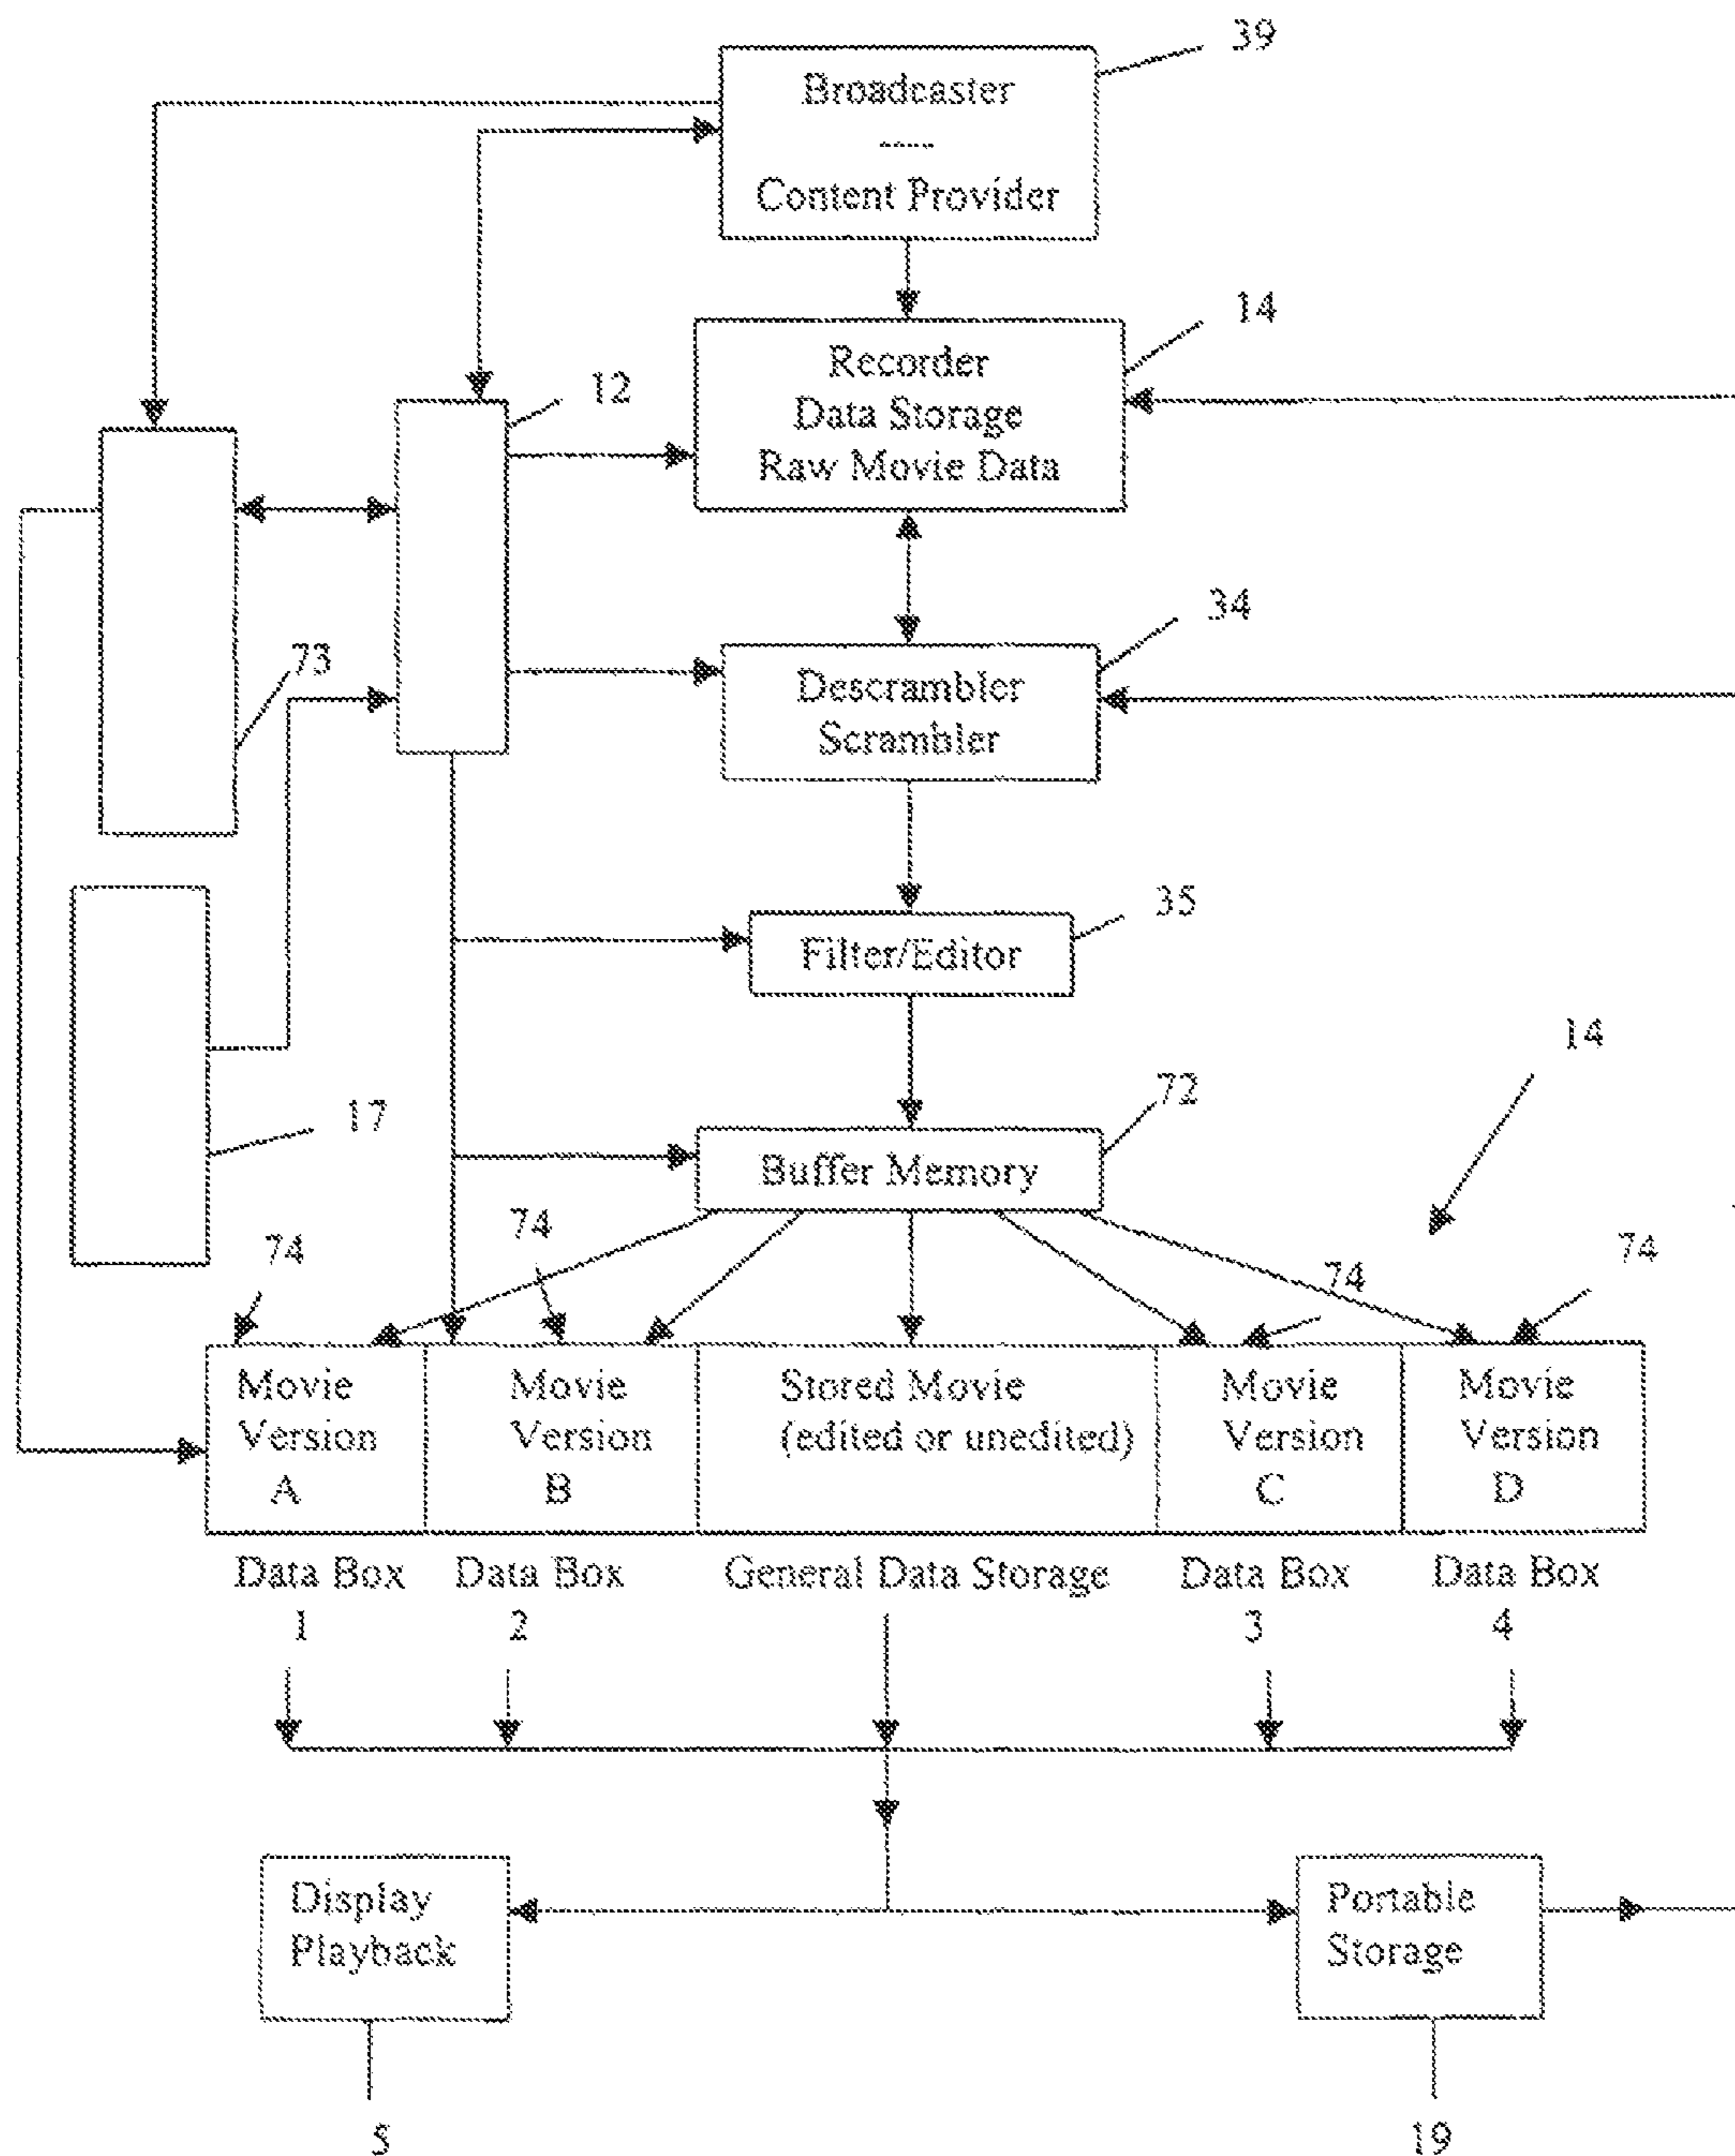 39
Broadcaster
-----
Content Provider
14
Recorder
Data Storage
Raw Movie Data
12
34
Descrambler
Scrambler
73
35
Filter/Editor
14
72
Buffer Memory
17
74
74
74
74
Movie
Version
A
Movie
Version
B
Stored Movie
(edited or unedited)
Movie
Version
C
Movie
Version
D
Data Box
1
Data Box
2
General Data Storage
Data Box
3
Data Box
4
Display
Playback
Portable
Storage
5
19